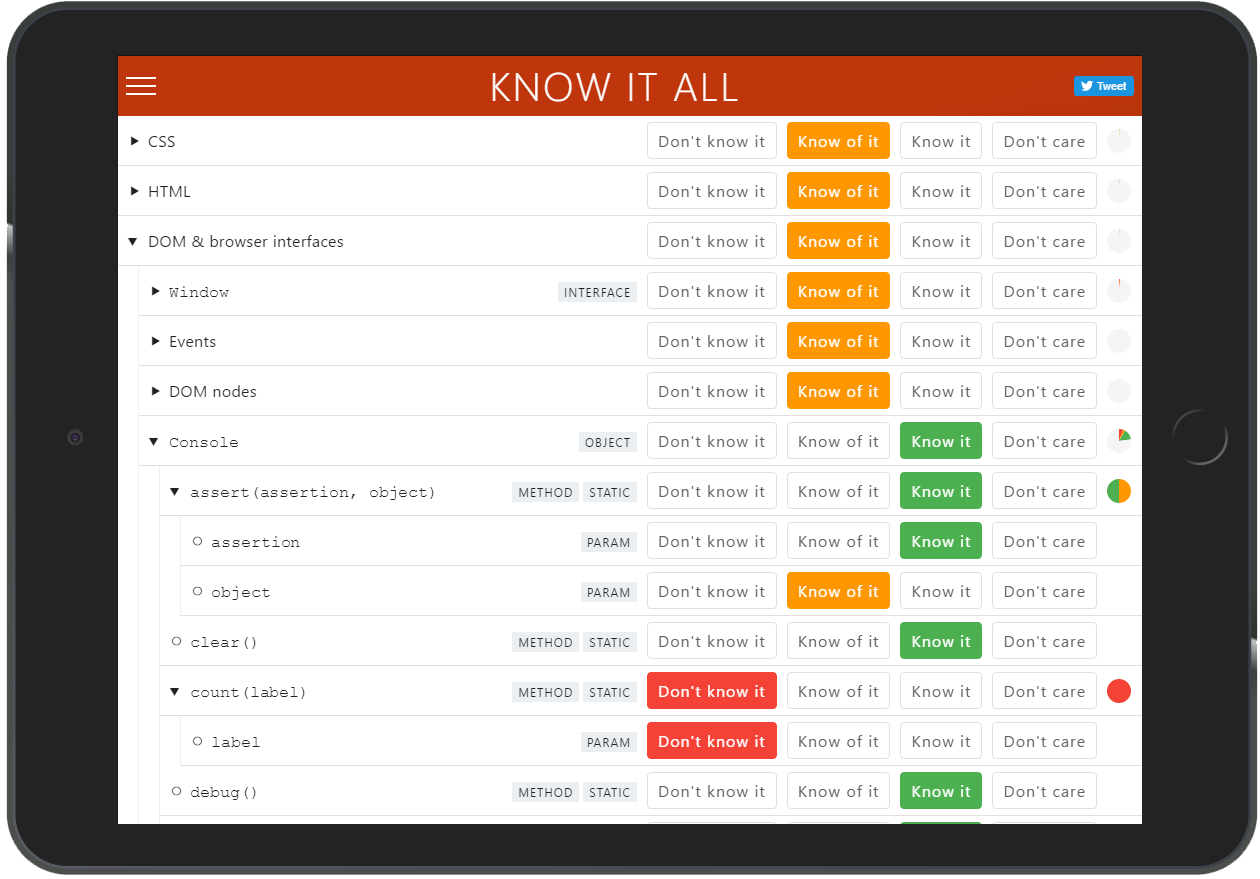 KNOW IT ALL
Tweet
CSS Don't know it Know of it Know it Don't care
HTML Don't know it Know of it Know it Don't care
DOM & browser interfaces Don't know it Know of it Know it Don't care
Window INTERFACE Don't know it Know of it Know it Don't care
Events Don't know it Know of it Know it Don't care
DOM nodes Don't know it Know of it Know it Don't care
Console OBJECT Don't know it Know of it Know it Don't care
assert(assertion, object) METHOD STATIC Don't know it Know of it Know it Don't care
assertion PARAM Don't know it Know of it Know it Don't care
object PARAM Don't know it Know of it Know it Don't care
clear() METHOD STATIC Don't know it Know of it Know it Don't care
count(label) METHOD STATIC Don't know it Know of it Know it Don't care
label PARAM Don't know it Know of it Know it Don't care
debug() METHOD STATIC Don't know it Know of it Know it Don't care